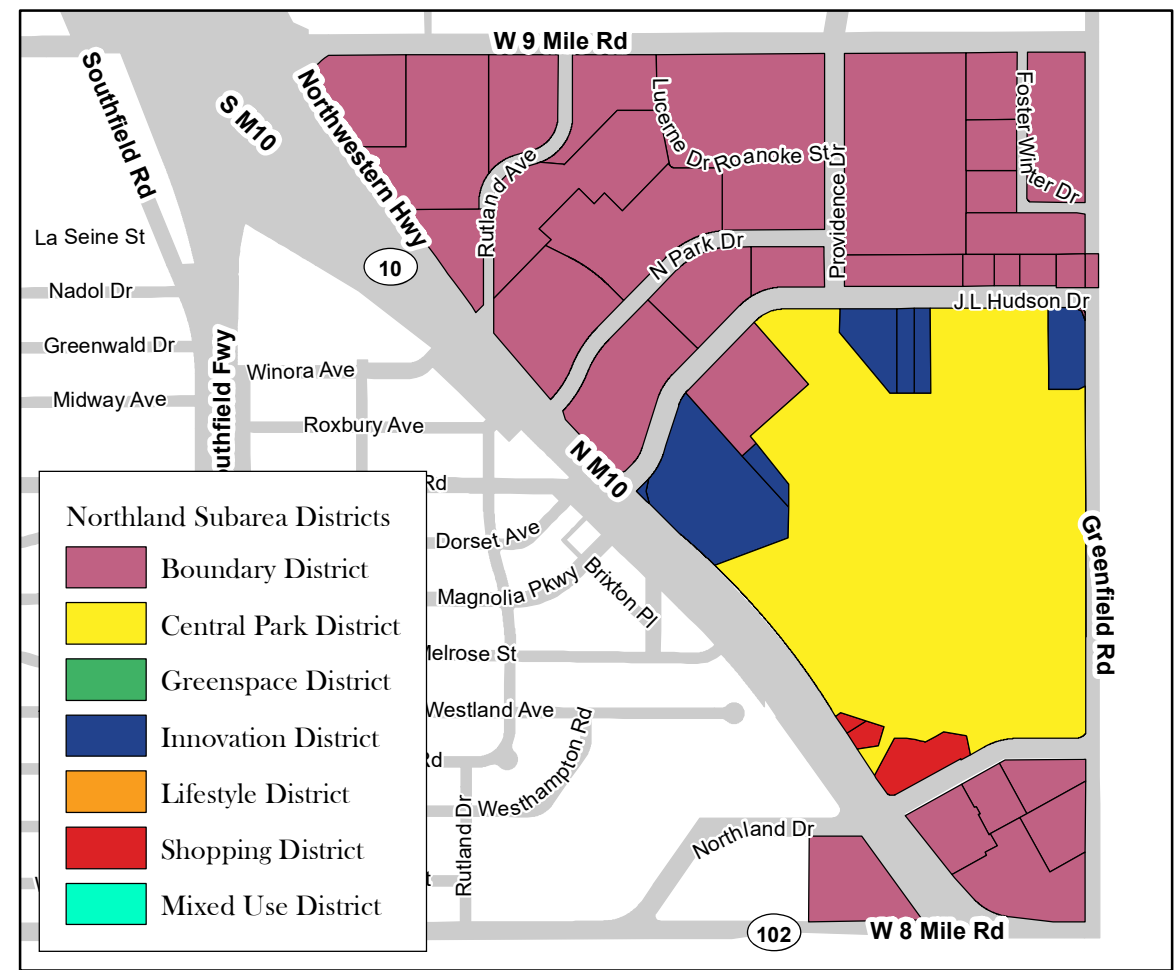 W 9 Mile Rd
Southfield Rd
S M10
Northwestern Hwy
Lucerne Dr
Roanoke St
Providence Dr
Foster Winter Dr
Rutland Ave
La Seine St
10
N Park Dr
Nadol Dr
J L Hudson Dr
Greenwald Dr
Winora Ave
Midway Ave
outhfield Fwy
Roxbury Ave
N M10
Rd
Dorset Ave
Magnolia Pkwy
Brixton Pl
Greenfield Rd
Melrose St
Westland Ave
Rd
Westhampton Rd
Rutland Dr
Northland Dr
t
102
W 8 Mile Rd
Northland Subarea Districts
Boundary District
Central Park District
Greenspace District
Innovation District
Lifestyle District
Shopping District
Mixed Use District